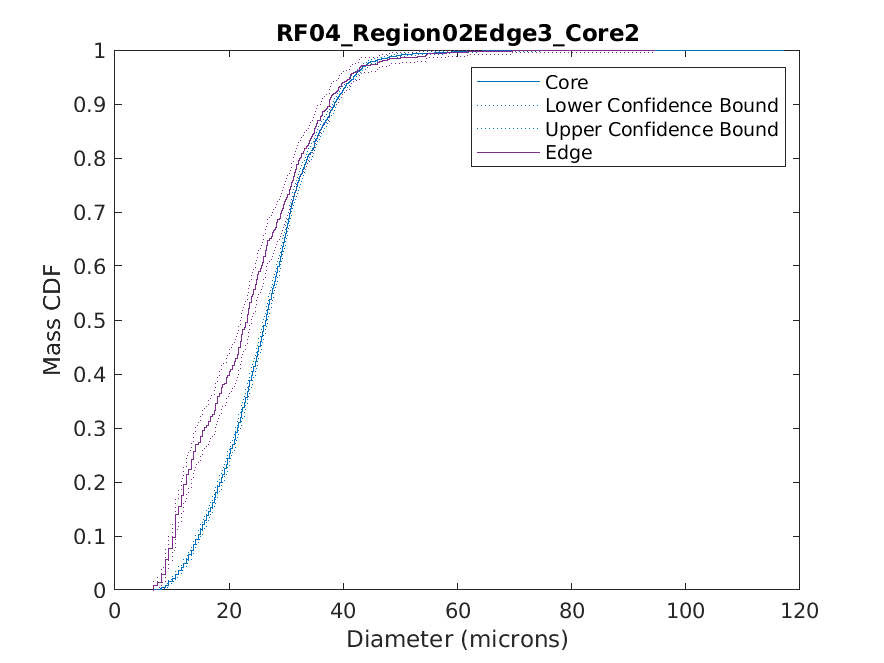 RF04_Region02Edge3_Core2
1
0.9
0.8
0.7
0.6
0.5
0.4
0.3
0.2
0.1
0
Mass CDF
Core
Lower Confidence Bound
Upper Confidence Bound
Edge
0 20 40 60 80 100 120
Diameter (microns)